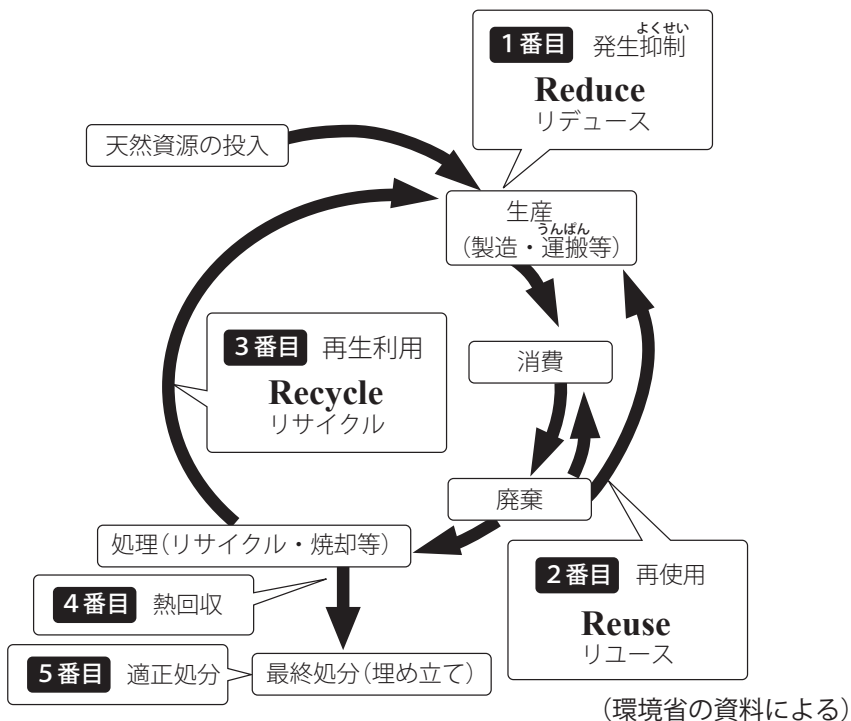 1番目 発生抑制
よくせい
Reduce
リデュース
天然資源の投入
生産
(製造・運搬等)
うんぱん
3番目 再生利用
Recycle
リサイクル
消費
廃棄
処理(リサイクル・焼却等)
2番目 再使用
Reuse
リユース
4番目 熱回収
5番目 適正処分
最終処分(埋め立て)
(環境省の資料による)